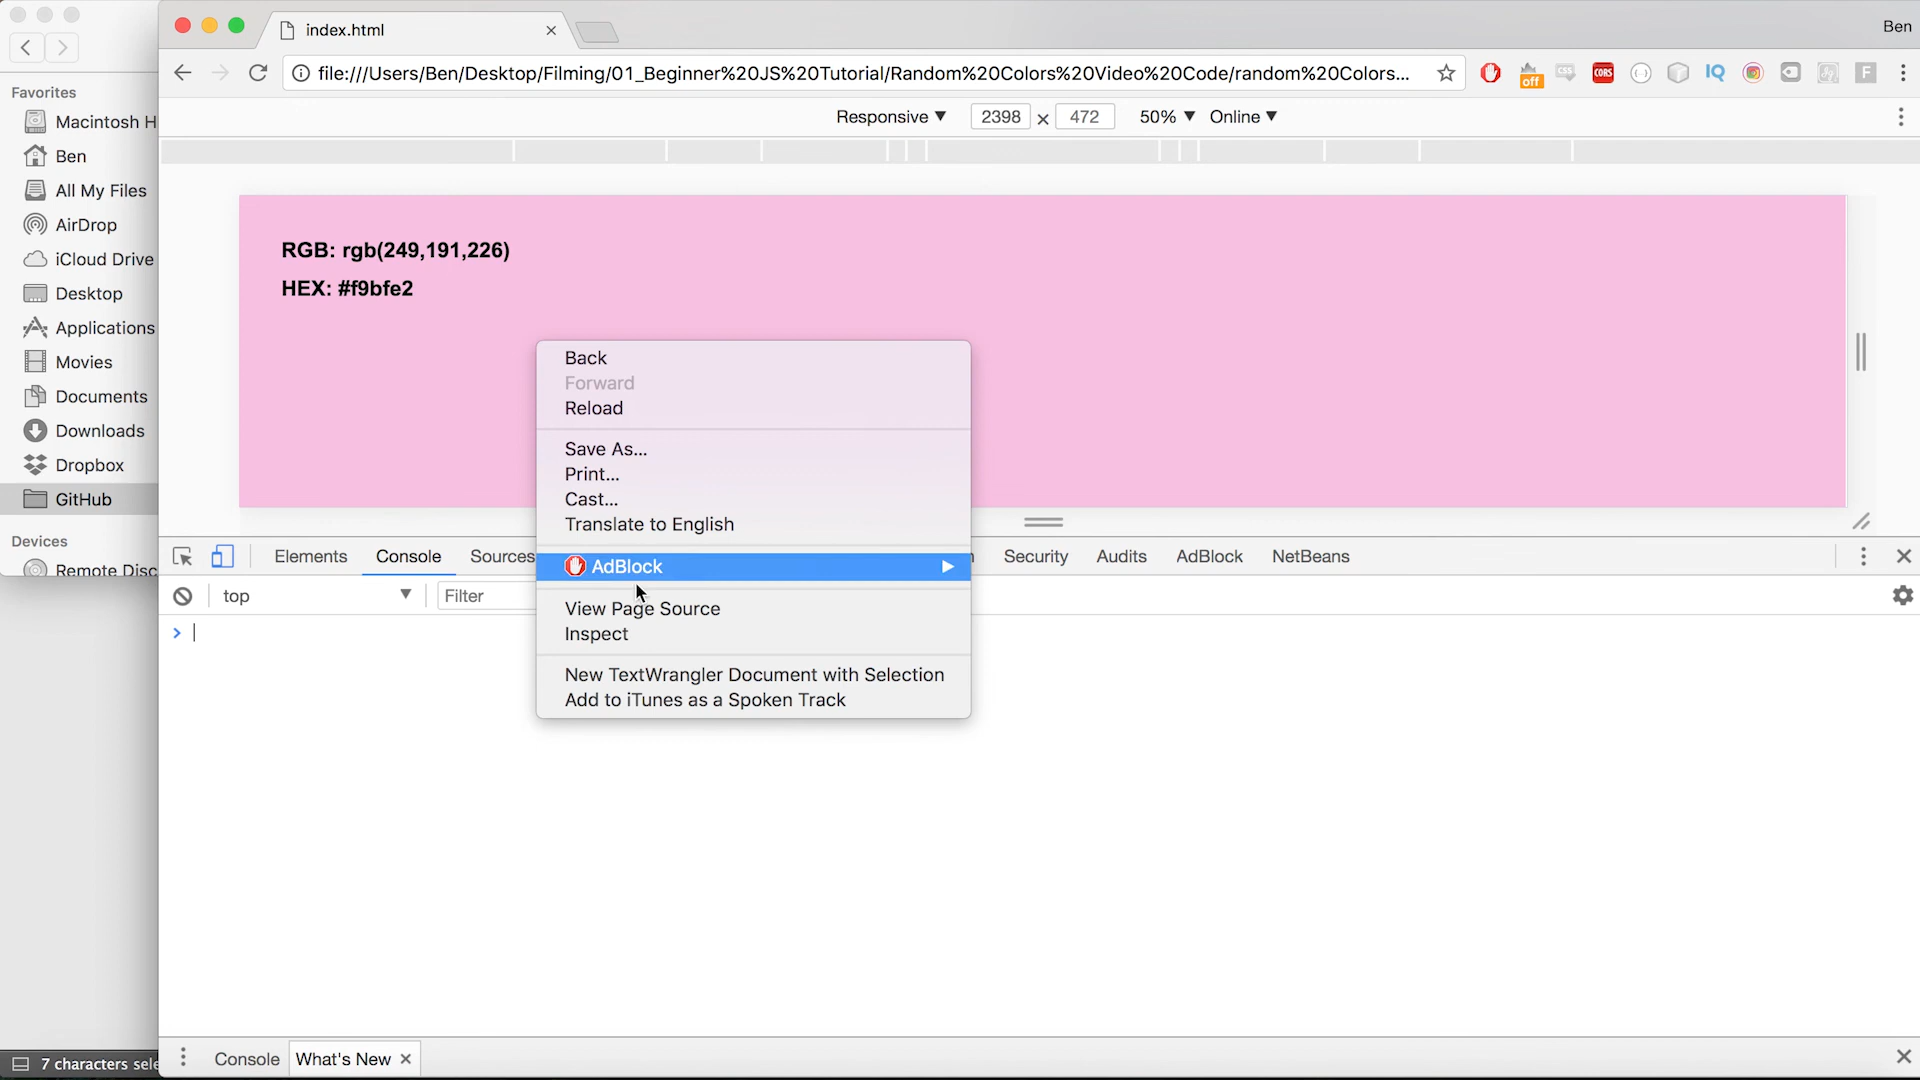 index.html
Ben
file:///Users/Ben/Desktop/Filming/01_Beginner%20JS%20Tutorial/Random%20Colors%20Video%20Code/random%20Colors...
off
CSS
CORS
IQ
F
Responsive ▼ 2398 × 472 50% ▼ Online ▼
Favorites
Macintosh H
Ben
All My Files
AirDrop
iCloud Drive
Desktop
Applications
Movies
Documents
Downloads
Dropbox
GitHub
Devices
Remote Disc
RGB: rgb(249,191,226)
HEX: #f9bfe2
Back
Forward
Reload
Save As...
Print...
Cast...
Translate to English
AdBlock
View Page Source
Inspect
New TextWrangler Document with Selection
Add to iTunes as a Spoken Track
Elements Console Sources Security Audits AdBlock NetBeans
top ▼ Filter
>
Console What's New ×
7 characters sele